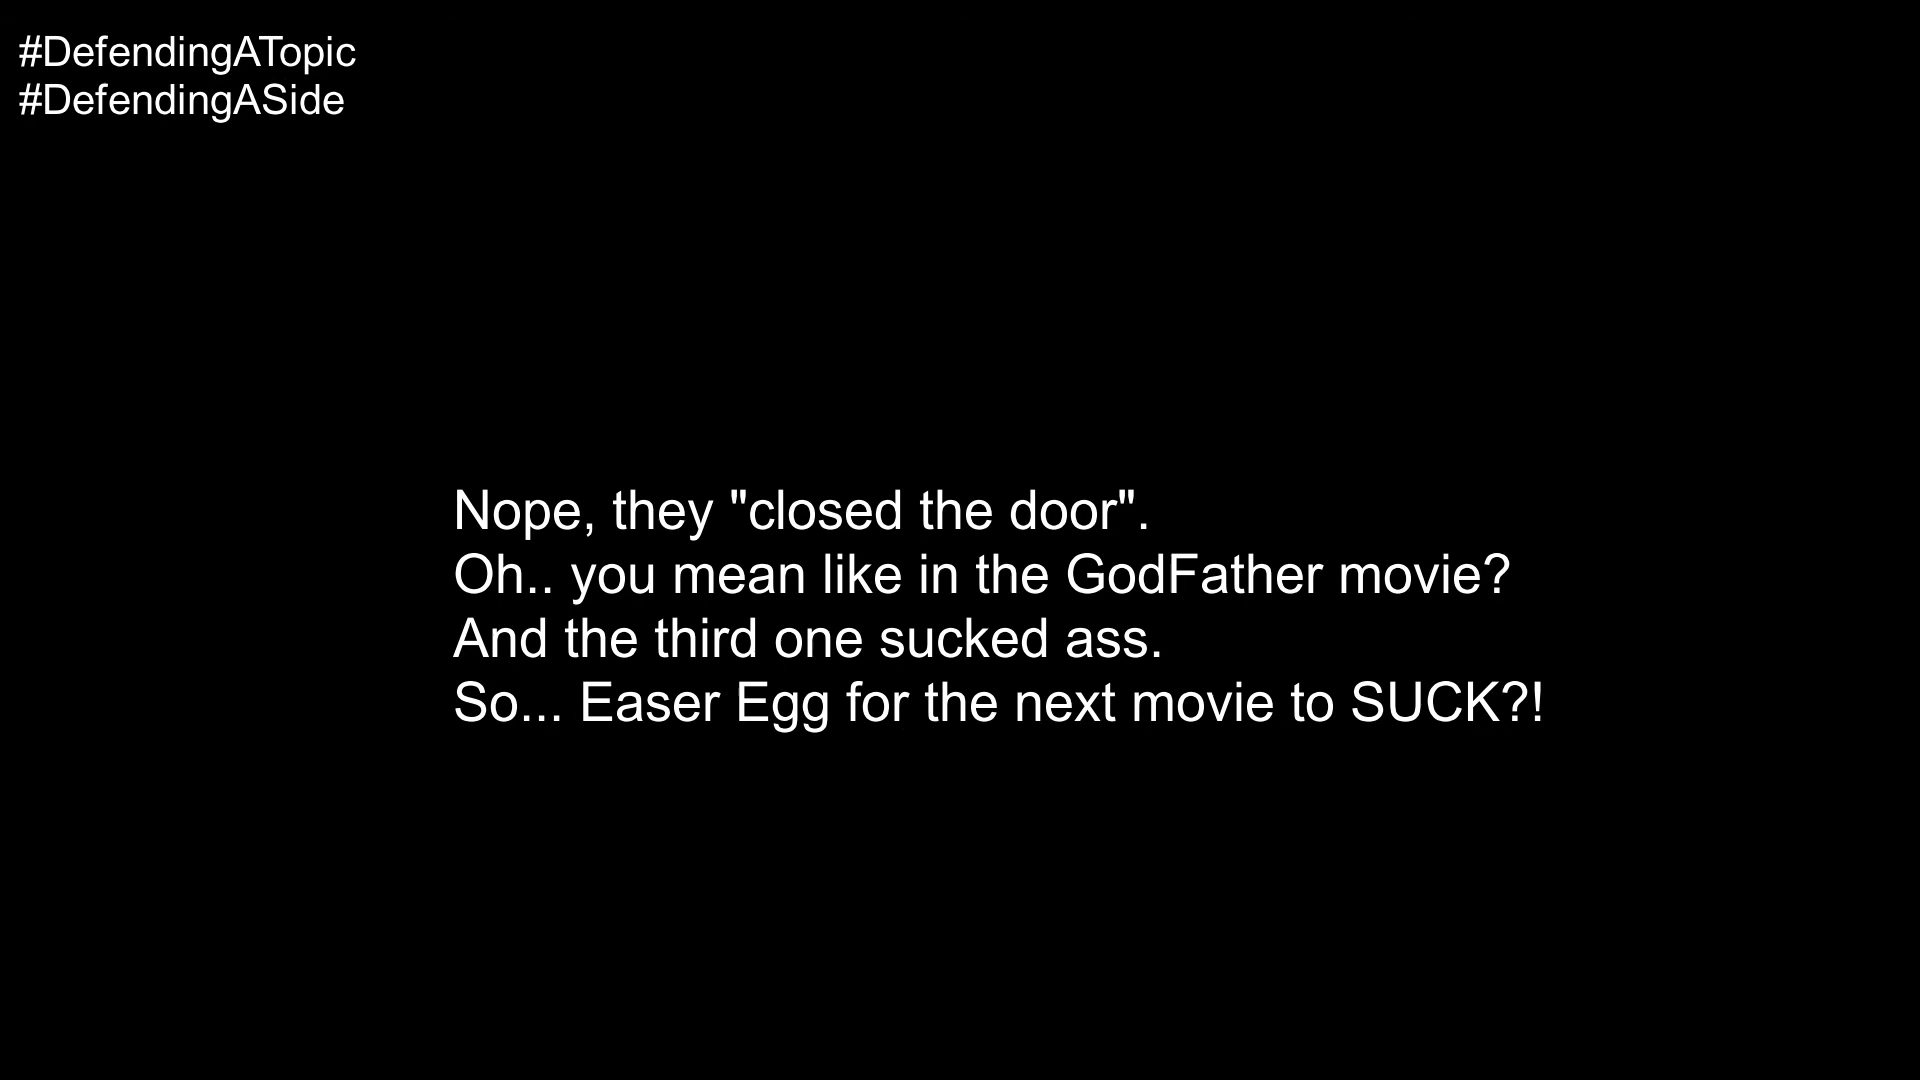 #DefendingATopic
#DefendingASide
Nope, they "closed the door".
Oh.. you mean like in the GodFather movie?
And the third one sucked ass.
So... Easer Egg for the next movie to SUCK?!